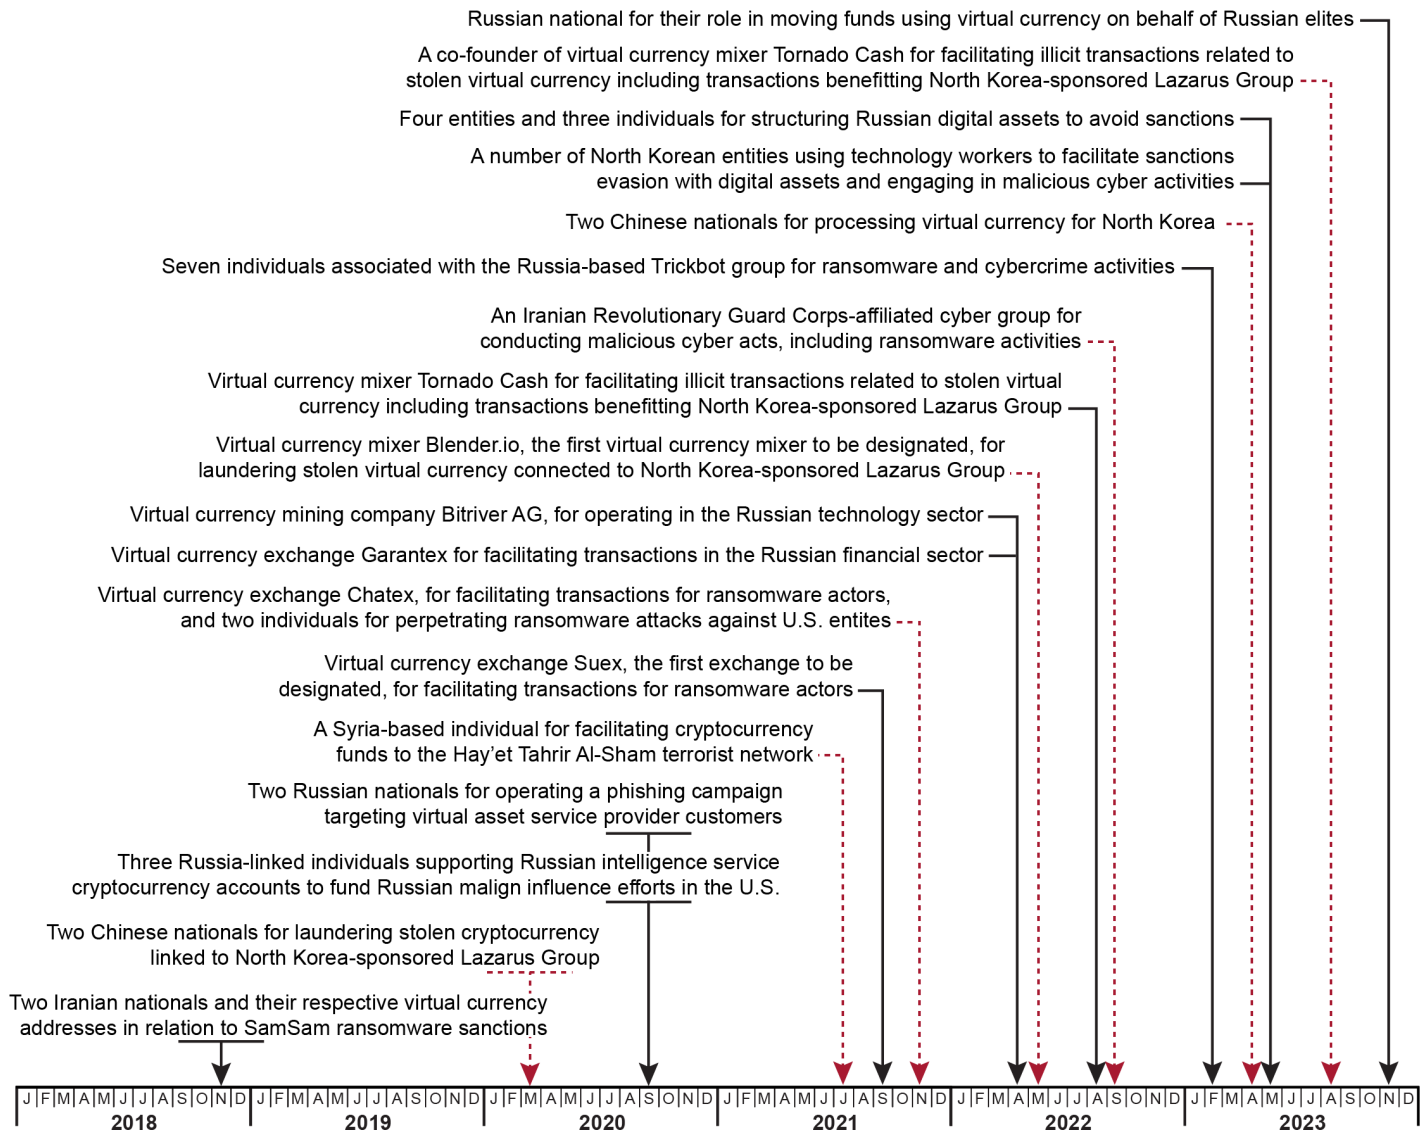 Russian national for their role in moving funds using virtual currency on behalf of Russian elites
A co-founder of virtual currency mixer Tornado Cash for facilitating illicit transactions related to
stolen virtual currency including transactions benefitting North Korea-sponsored Lazarus Group
Four entities and three individuals for structuring Russian digital assets to avoid sanctions
A number of North Korean entities using technology workers to facilitate sanctions
evasion with digital assets and engaging in malicious cyber activities
Two Chinese nationals for processing virtual currency for North Korea
Seven individuals associated with the Russia-based Trickbot group for ransomware and cybercrime activities
An Iranian Revolutionary Guard Corps-affiliated cyber group for
conducting malicious cyber acts, including ransomware activities
Virtual currency mixer Tornado Cash for facilitating illicit transactions related to stolen virtual
currency including transactions benefitting North Korea-sponsored Lazarus Group
Virtual currency mixer Blender.io, the first virtual currency mixer to be designated, for
laundering stolen virtual currency connected to North Korea-sponsored Lazarus Group
Virtual currency mining company Bitriver AG, for operating in the Russian technology sector
Virtual currency exchange Garantex for facilitating transactions in the Russian financial sector
Virtual currency exchange Chatex, for facilitating transactions for ransomware actors,
and two individuals for perpetrating ransomware attacks against U.S. entites
Virtual currency exchange Suex, the first exchange to be
designated, for facilitating transactions for ransomware actors
A Syria-based individual for facilitating cryptocurrency
funds to the Hay’et Tahrir Al-Sham terrorist network
Two Russian nationals for operating a phishing campaign
targeting virtual asset service provider customers
Three Russia-linked individuals supporting Russian intelligence service
cryptocurrency accounts to fund Russian malign influence efforts in the U.S.
Two Chinese nationals for laundering stolen cryptocurrency
linked to North Korea-sponsored Lazarus Group
Two Iranian nationals and their respective virtual currency
addresses in relation to SamSam ransomware sanctions
J F M A M J J A S O N D J F M A M J J A S O N D J F M A M J J A S O N D J F M A M J J A S O N D J F M A M J J A S O N D J F M A M J J A S O N D
2018 2019 2020 2021 2022 2023